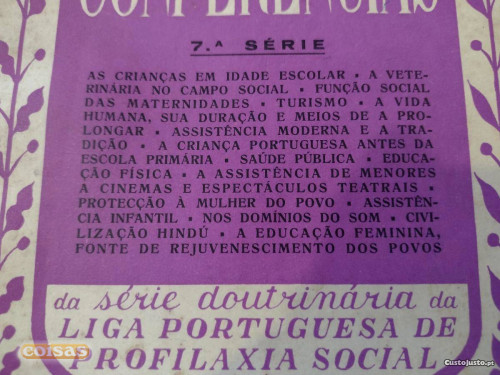 CONFERÊNCIAS
7.ª SÉRIE
AS CRIANÇAS EM IDADE ESCOLAR · A VETE-
RINÁRIA NO CAMPO SOCIAL · FUNÇÃO SOCIAL
DAS MATERNIDADES · TURISMO · A VIDA
HUMANA, SUA DURAÇÃO E MEIOS DE A PRO-
LONGAR · ASSISTÊNCIA MODERNA E A TRA-
DIÇÃO · A CRIANÇA PORTUGUESA ANTES DA
ESCOLA PRIMÁRIA · SAÚDE PÚBLICA · EDUCA-
ÇÃO FÍSICA · A ASSISTÊNCIA DE MENORES
A CINEMAS E ESPECTÁCULOS TEATRAIS ·
PROTECÇÃO À MULHER DO POVO · ASSISTÊN-
CIA INFANTIL · NOS DOMÍNIOS DO SOM · CIVI-
LIZAÇÃO HINDÚ · A EDUCAÇÃO FEMININA,
FONTE DE REJUVENESCIMENTO DOS POVOS
da série doutrinária da
LIGA PORTUGUESA DE
PROFILAXIA SOCIAL
coisas
CustoJusto.pt